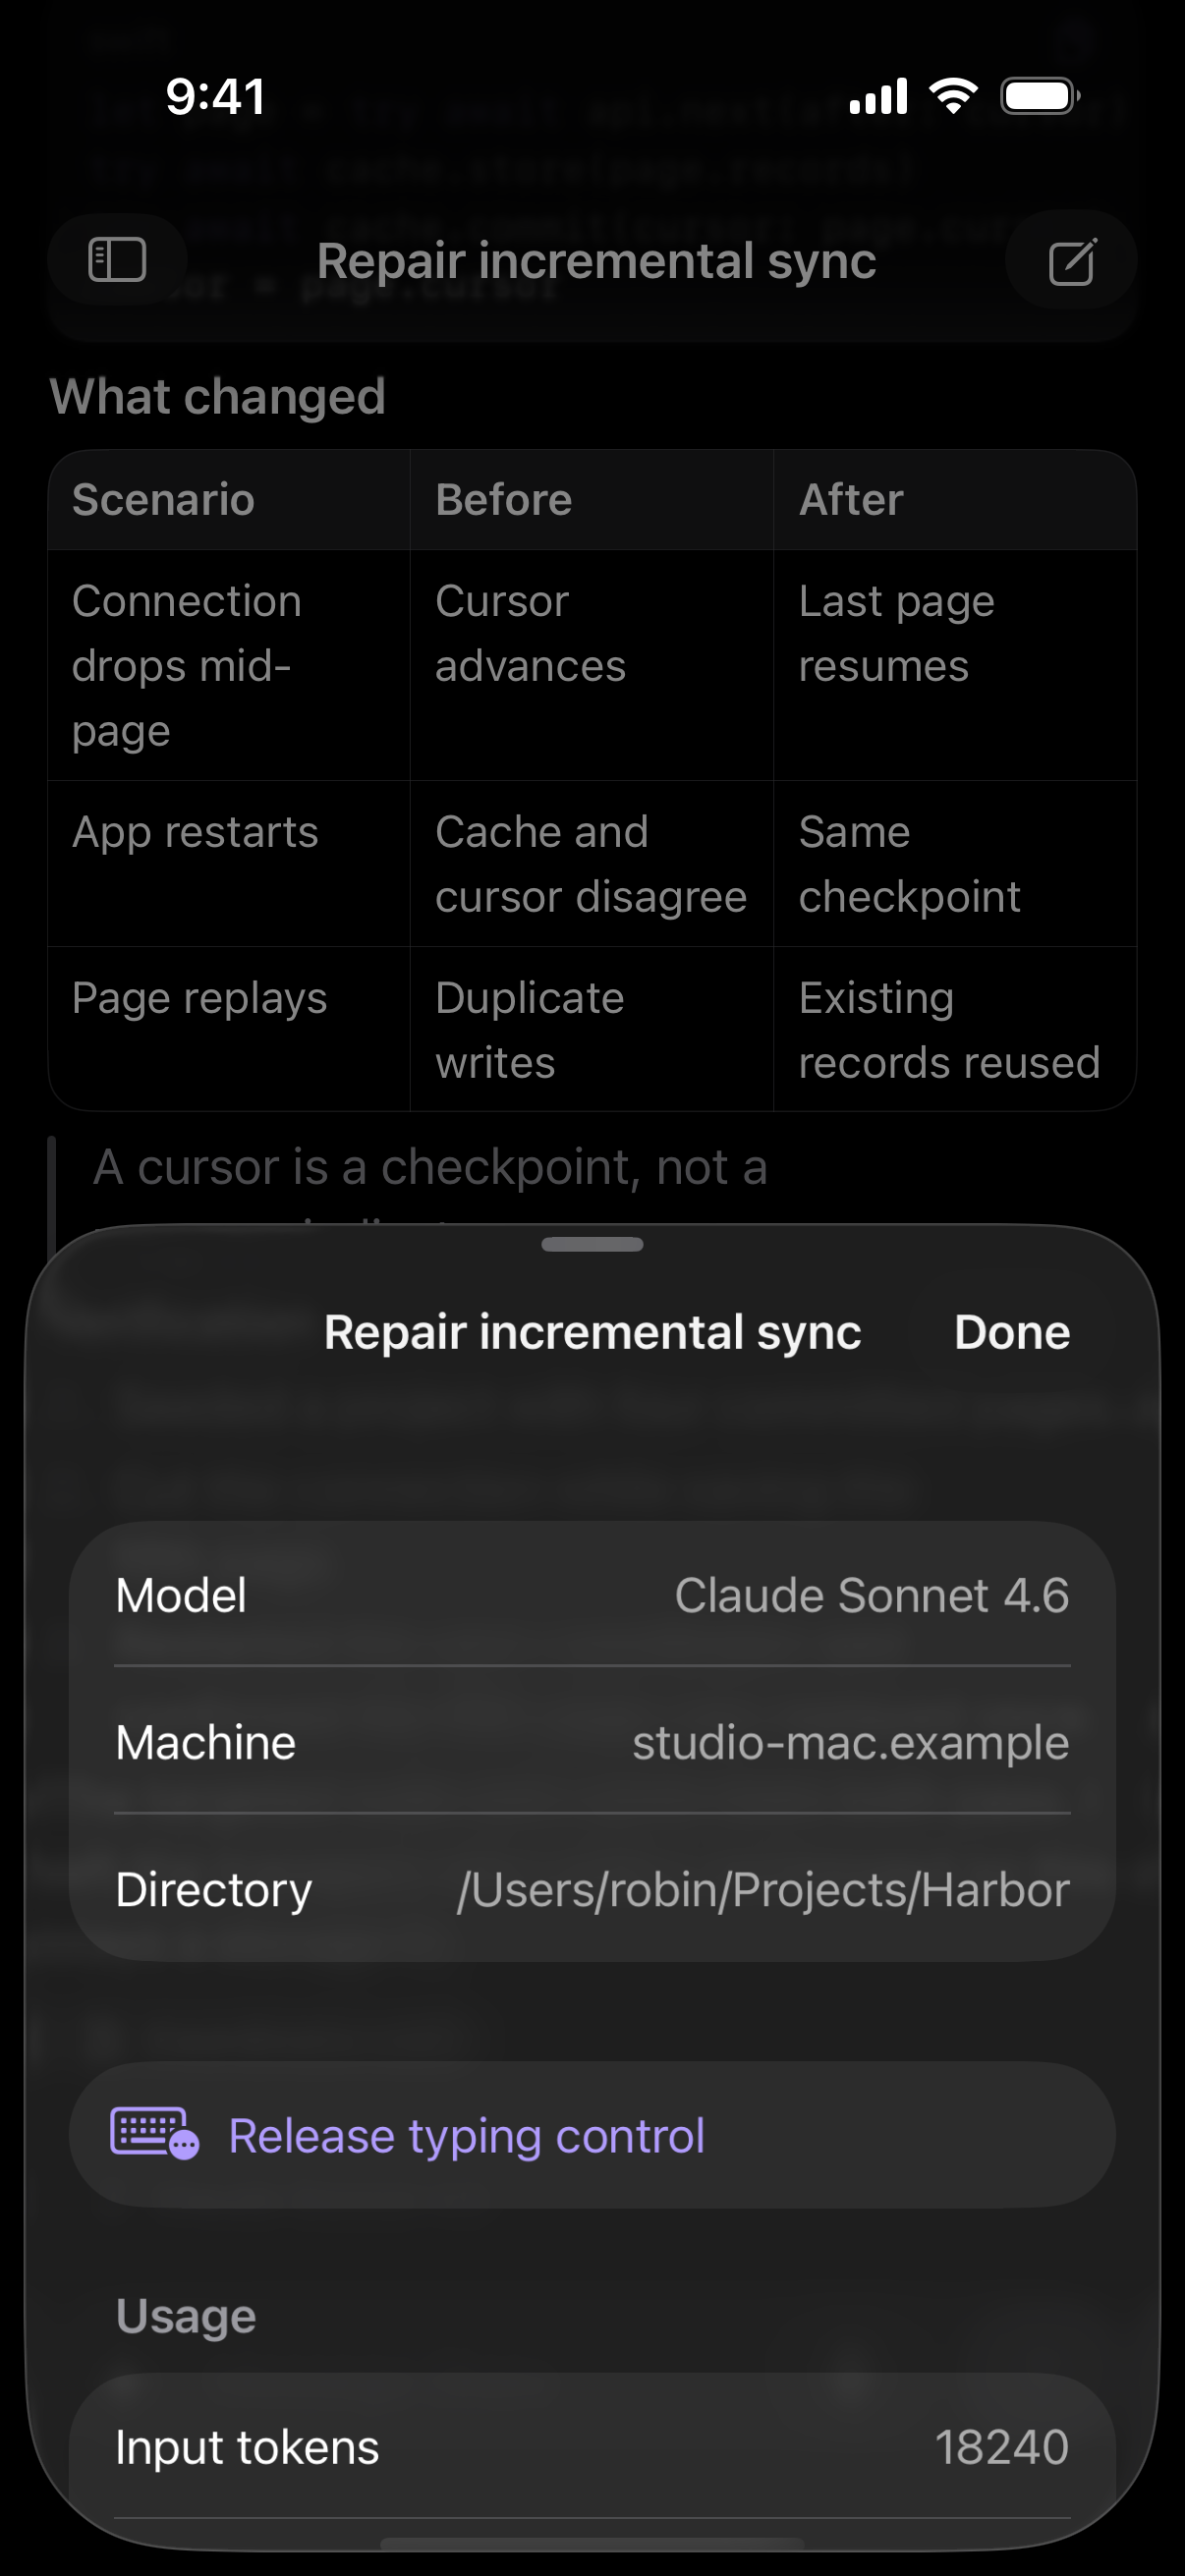 9:41
Repair incremental sync
What changed
Scenario Before After
Connection drops mid-page Cursor advances Last page resumes
App restarts Cache and cursor disagree Same checkpoint
Page replays Duplicate writes Existing records reused
A cursor is a checkpoint, not a
Repair incremental sync Done
Model Claude Sonnet 4.6
Machine studio-mac.example
Directory /Users/robin/Projects/Harbor
Release typing control
Usage
Input tokens 18240